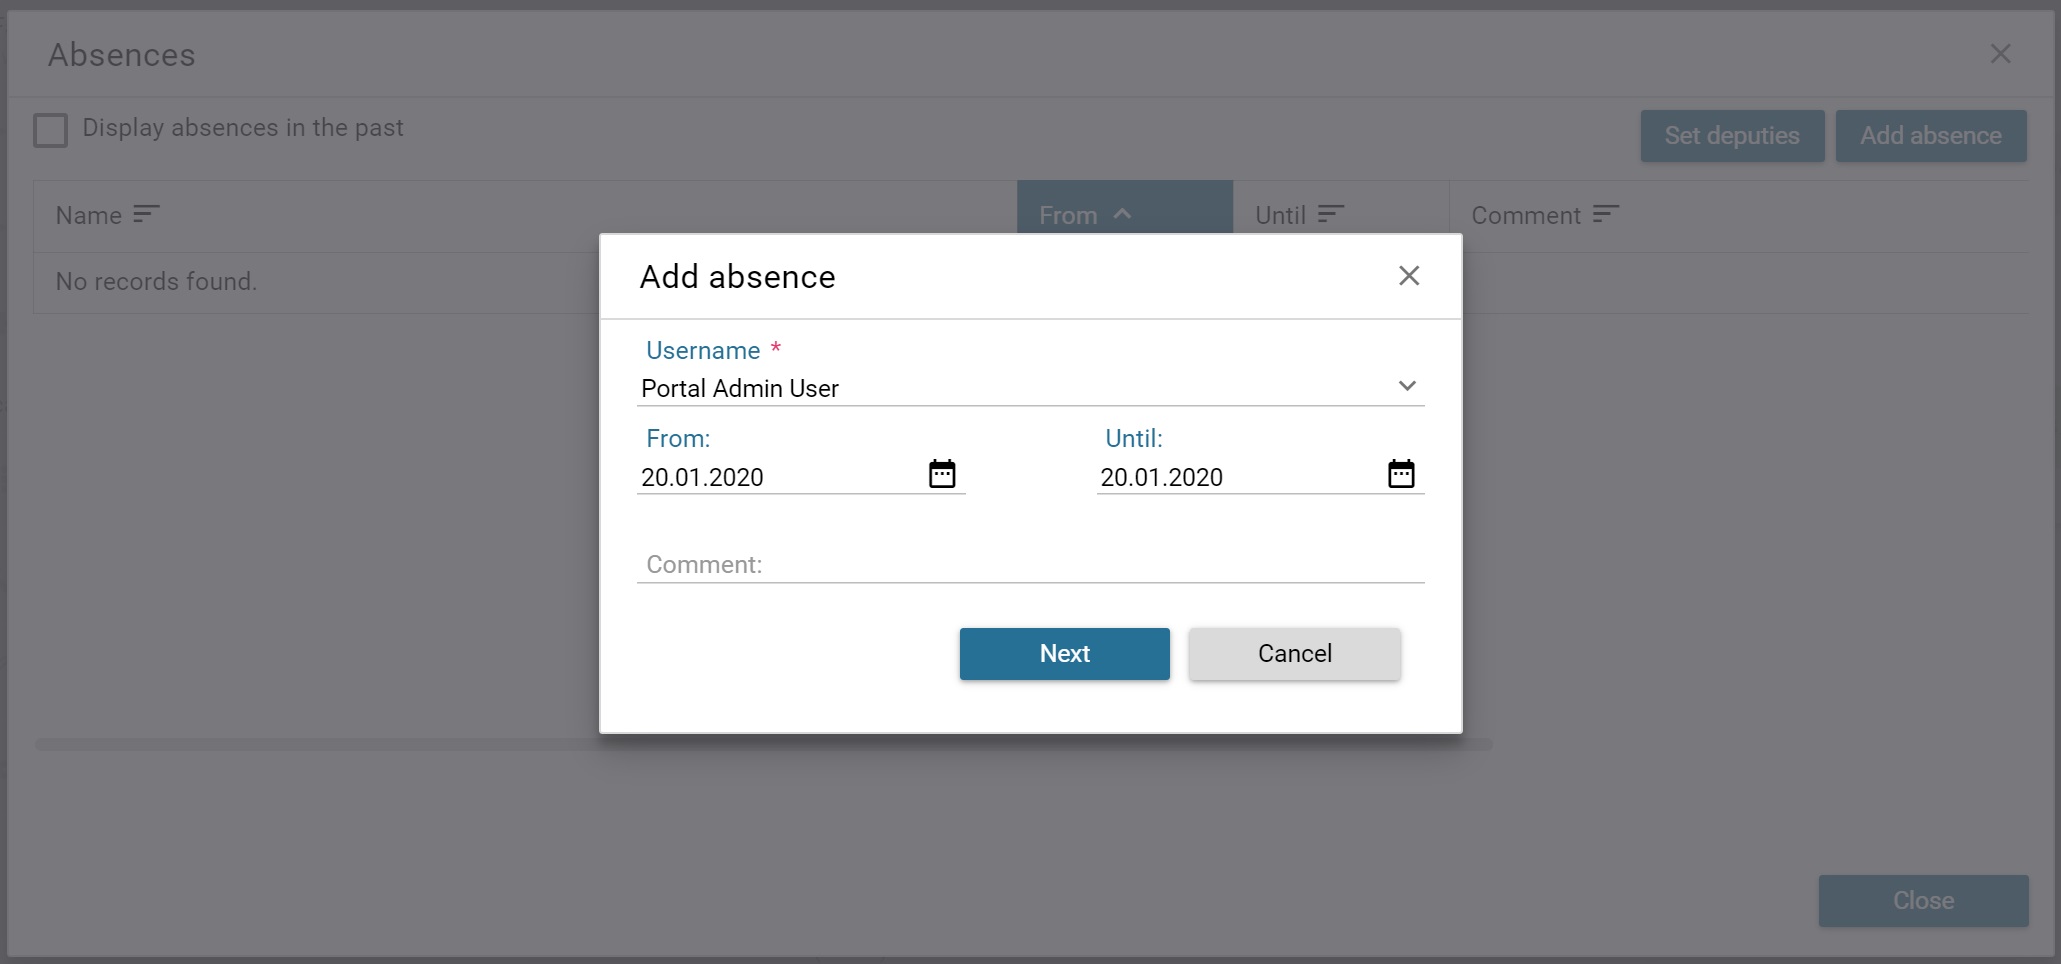 Absences
Display absences in the past
Set deputies
Add absence
Name
From
Until
Comment
No records found.
Add absence
Username *
Portal Admin User
From:
Until:
20.01.2020
20.01.2020
Comment:
Next
Cancel
Close